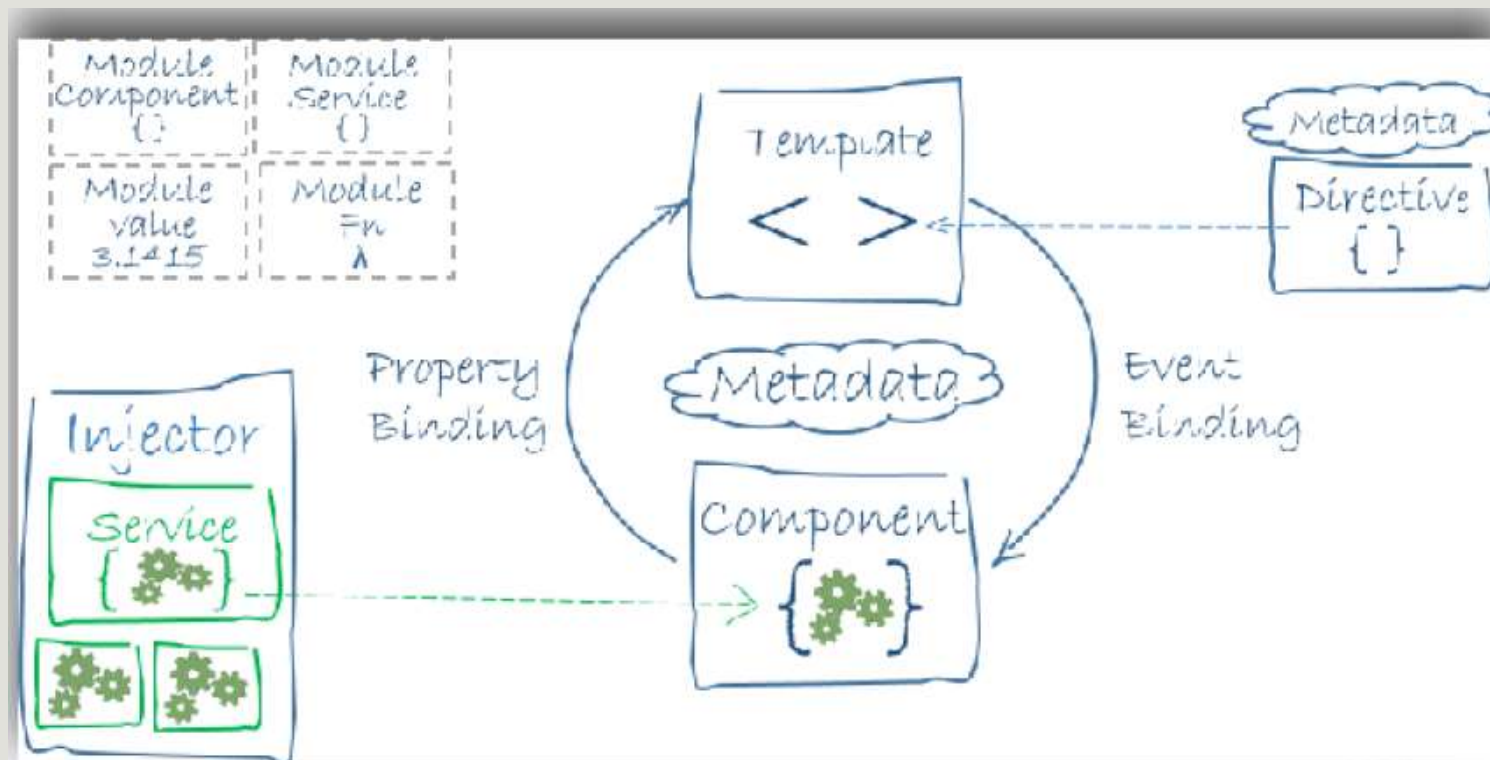 Module
Component
{ }
Module
Service
{ }
Module
value
3.1415
Module
Fn
λ
Template
< >
Metadata
Directive
{ }
Property
Binding
Metadata
Event
Binding
Injector
Service
{ }
Component
{ }